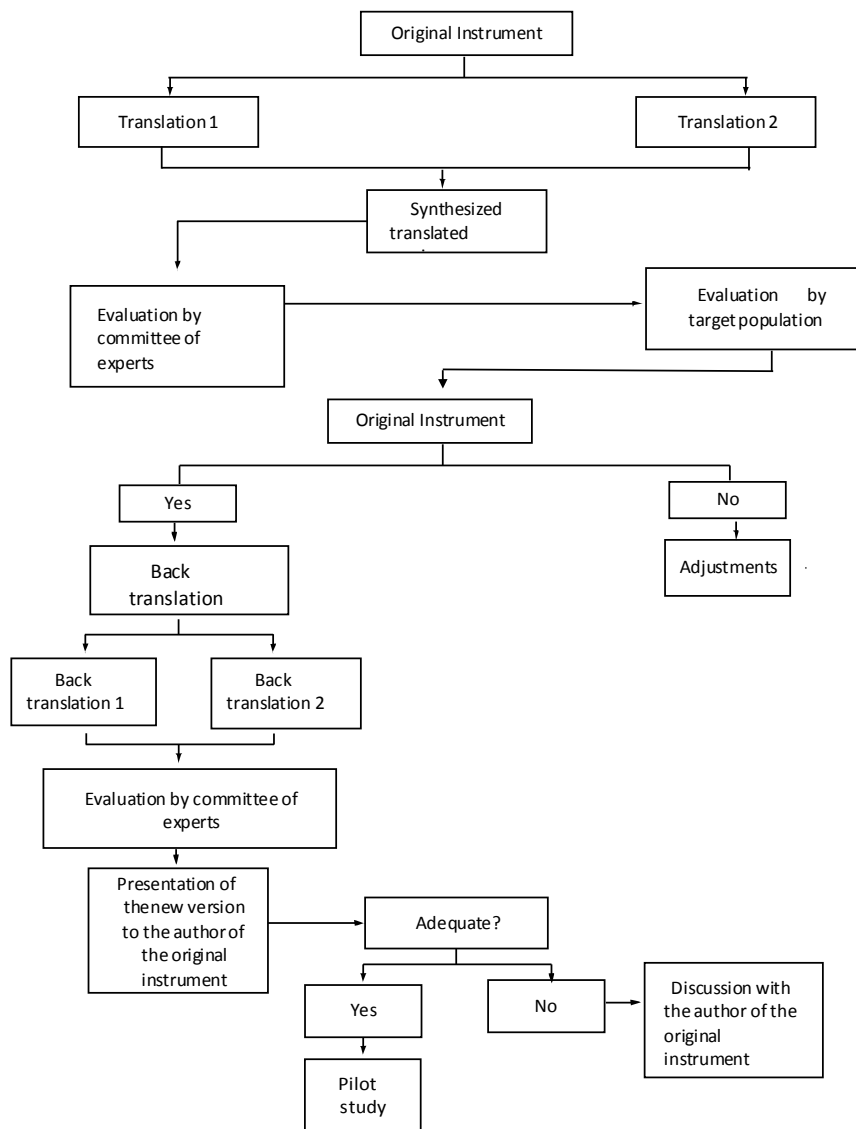 Original Instrument
Translation 1
Translation 2
Synthesized
translated
Evaluation by
committee of
experts
Evaluation by
target population
Original Instrument
Yes
No
Back
translation
Adjustments
Back
translation 1
Back
translation 2
Evaluation by committee of
experts
Presentation of
thenew version
to the author of
the original
instrument
Adequate?
Yes
No
Discussion with
the author of the
original
instrument
Pilot
study